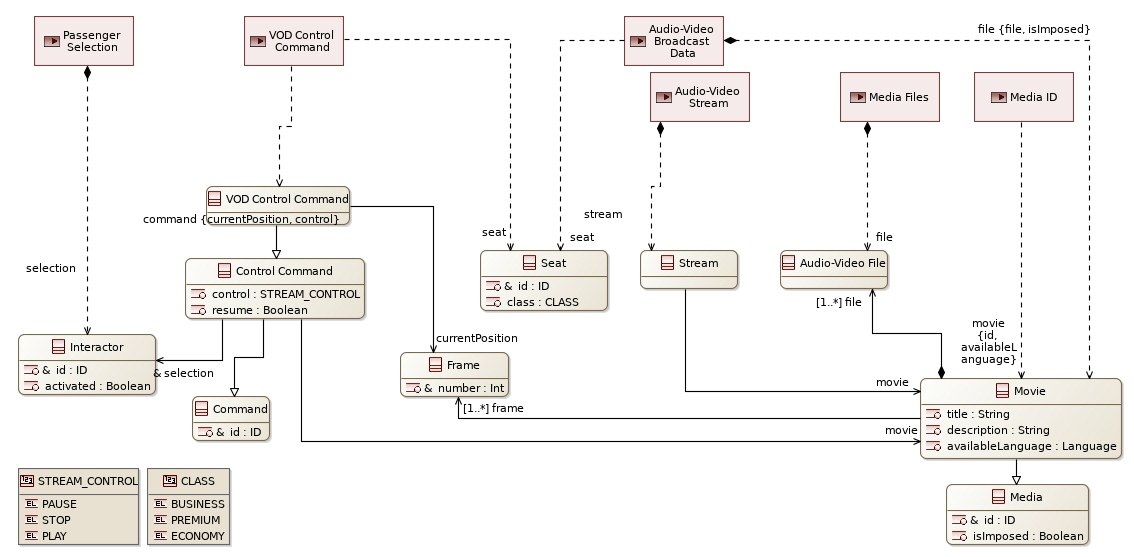 Passenger
Selection
VOD Control
Command
Audio-Video
Broadcast
Data
file {file, isImposed}
Audio-Video
Stream
Media Files
Media ID
VOD Control Command
command {currentPosition, control}
stream
seat
seat
file
selection
Control Command
control : STREAM_CONTROL
resume : Boolean
Seat
& id : ID
class : CLASS
Stream
Audio-Video File
[1..*] file
movie
{id,
availableL
anguage}
Interactor
& id : ID
activated : Boolean
& selection
currentPosition
Frame
& number : Int
[1..*] frame
Command
& id : ID
movie
movie
Movie
title : String
description : String
availableLanguage : Language
STREAM_CONTROL
PAUSE
STOP
PLAY
CLASS
BUSINESS
PREMIUM
ECONOMY
Media
& id : ID
isImposed : Boolean